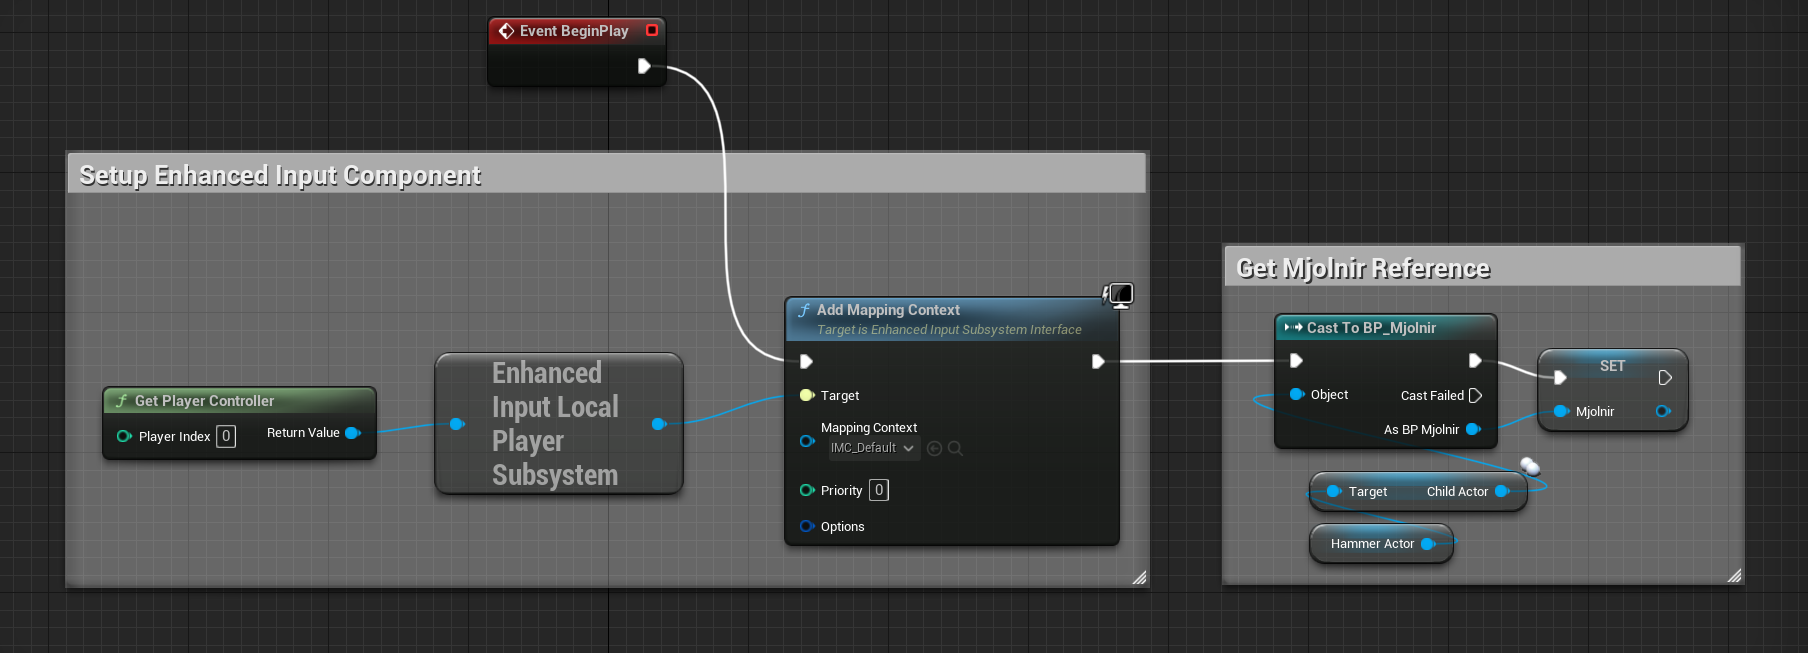 Event BeginPlay
Setup Enhanced Input Component
Get Player Controller
Player Index 0
Return Value
Enhanced
Input Local
Player
Subsystem
Add Mapping Context
Target is Enhanced Input Subsystem Interface
Target
Mapping Context
IMC_Default
Priority 0
Options
Get Mjolnir Reference
Cast To BP_Mjolnir
Object
Cast Failed
As BP Mjolnir
SET
Mjolnir
Target Child Actor
Hammer Actor